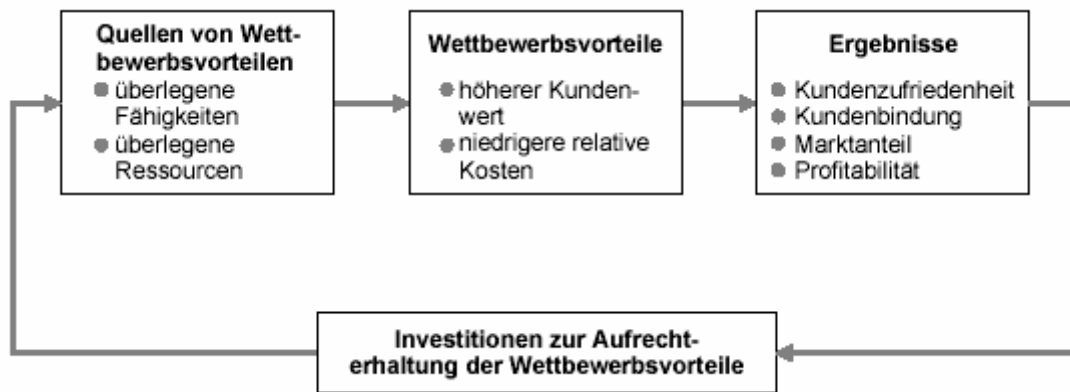 Quellen von Wett-
bewerbsvorteilen
überlegene
Fähigkeiten
überlegene
Ressourcen
Wettbewerbsvorteile
höherer Kunden-
wert
niedrigere relative
Kosten
Ergebnisse
Kundenzufriedenheit
Kundenbindung
Marktanteil
Profitabilität
Investitionen zur Aufrecht-
erhaltung der Wettbewerbsvorteile